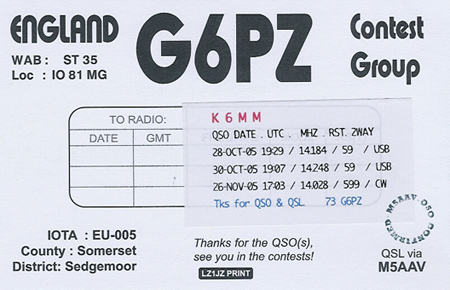 ENGLAND G6PZ Contest Group
WAB : ST 35
Loc : IO 81 MG
TO RADIO: K6MM
DATE GMT
QSO DATE . UTC . MHZ . RST. 2WAY
28-OCT-05 19:29 / 14.184 / 59 / USB
30-OCT-05 19:07 / 14.248 / 59 / USB
26-NOV-05 17:03 / 14.028 / 599 / CW
Tks for QSO & QSL 73 G6PZ
M5AAV. QSO CONFIRMED
IOTA : EU-005
County : Somerset
District: Sedgemoor
Thanks for the QSO(s),
see you in the contests!
LZ1JZ PRINT
QSL via
M5AAV